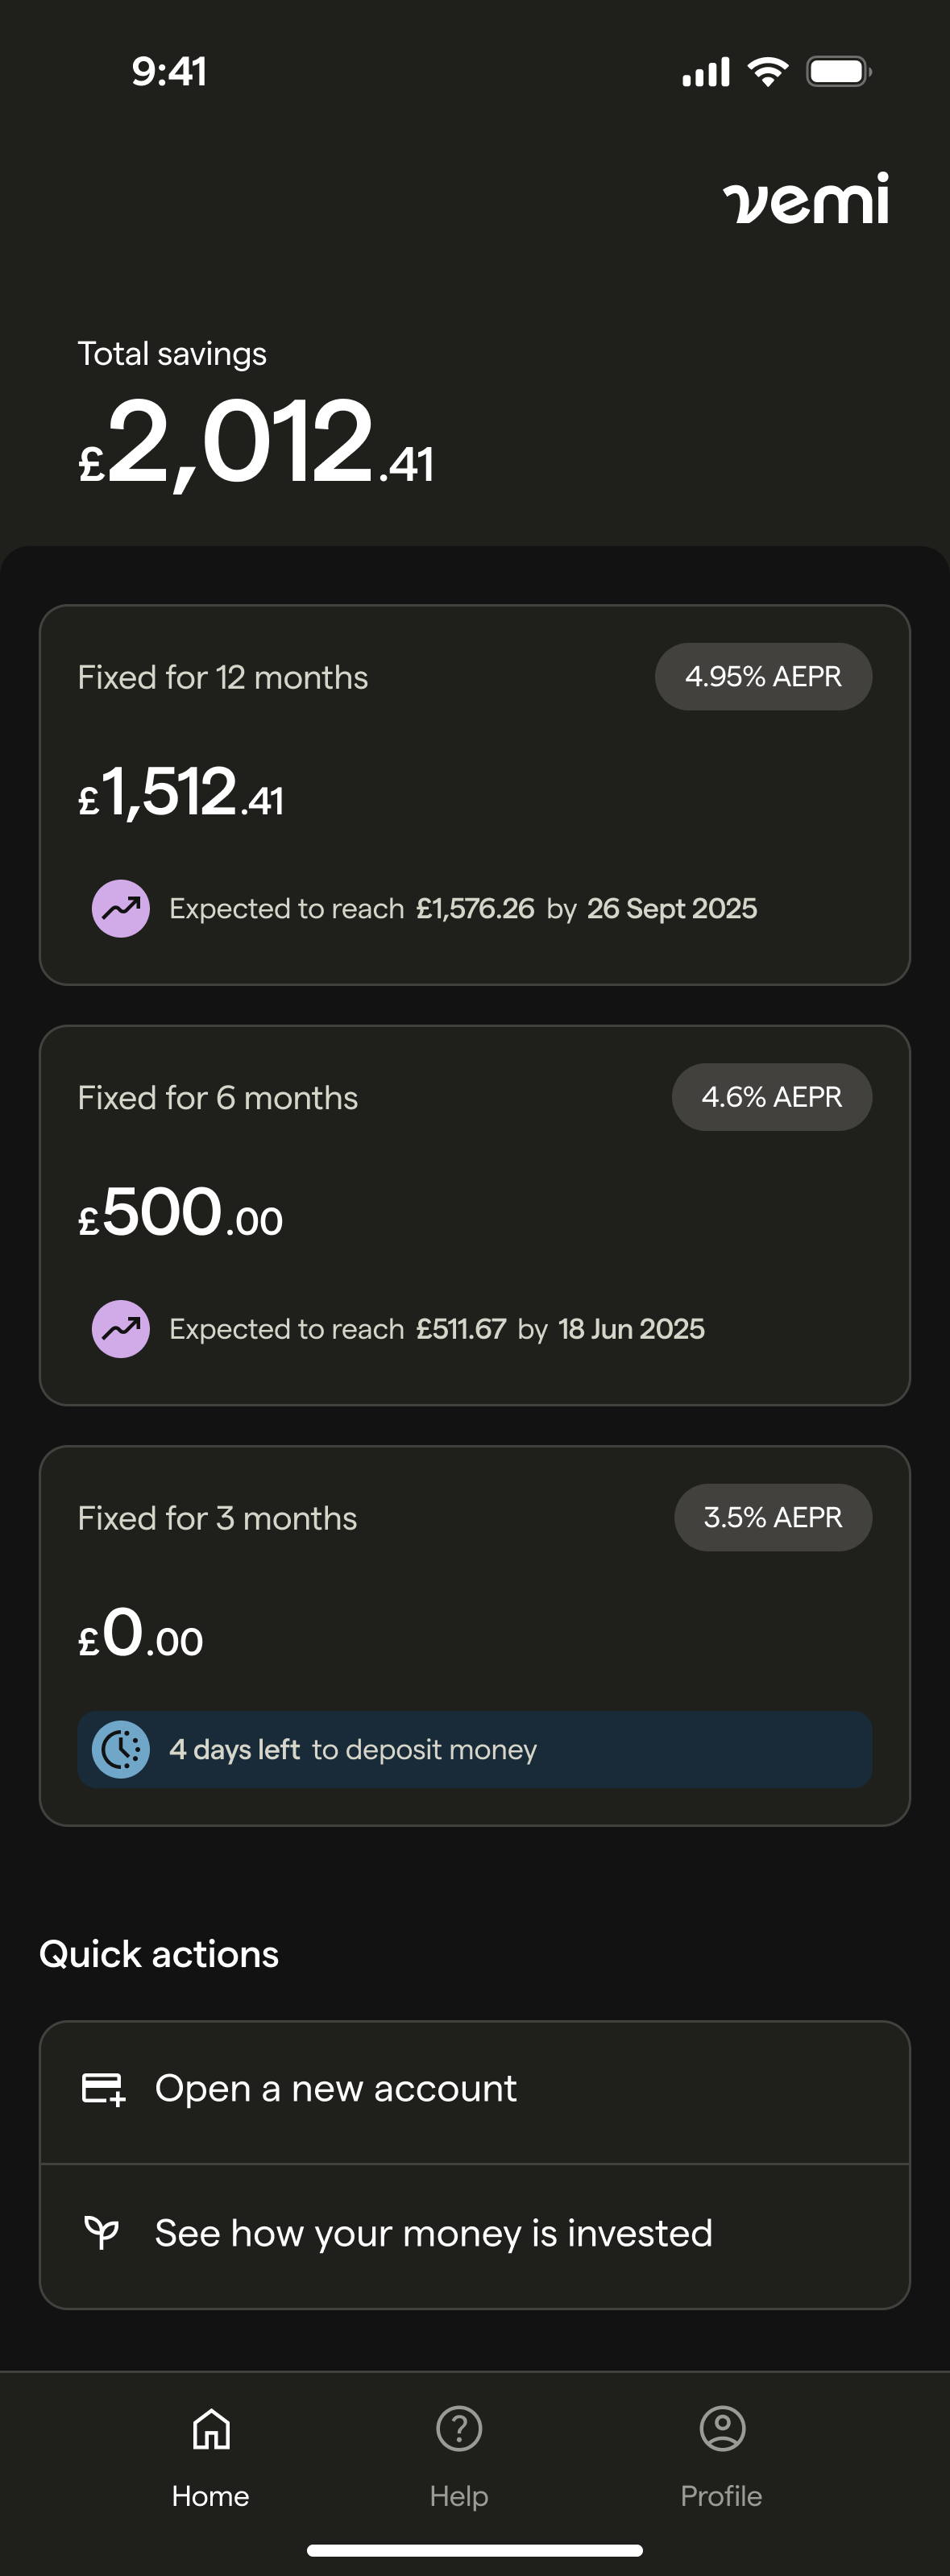 9:41
vemi
Total savings
£2,012.41
Fixed for 12 months
4.95% AEPR
£1,512.41
Expected to reach £1,576.26 by 26 Sept 2025
Fixed for 6 months
4.6% AEPR
£500.00
Expected to reach £511.67 by 18 Jun 2025
Fixed for 3 months
3.5% AEPR
£0.00
4 days left to deposit money
Quick actions
Open a new account
See how your money is invested
Home
Help
Profile